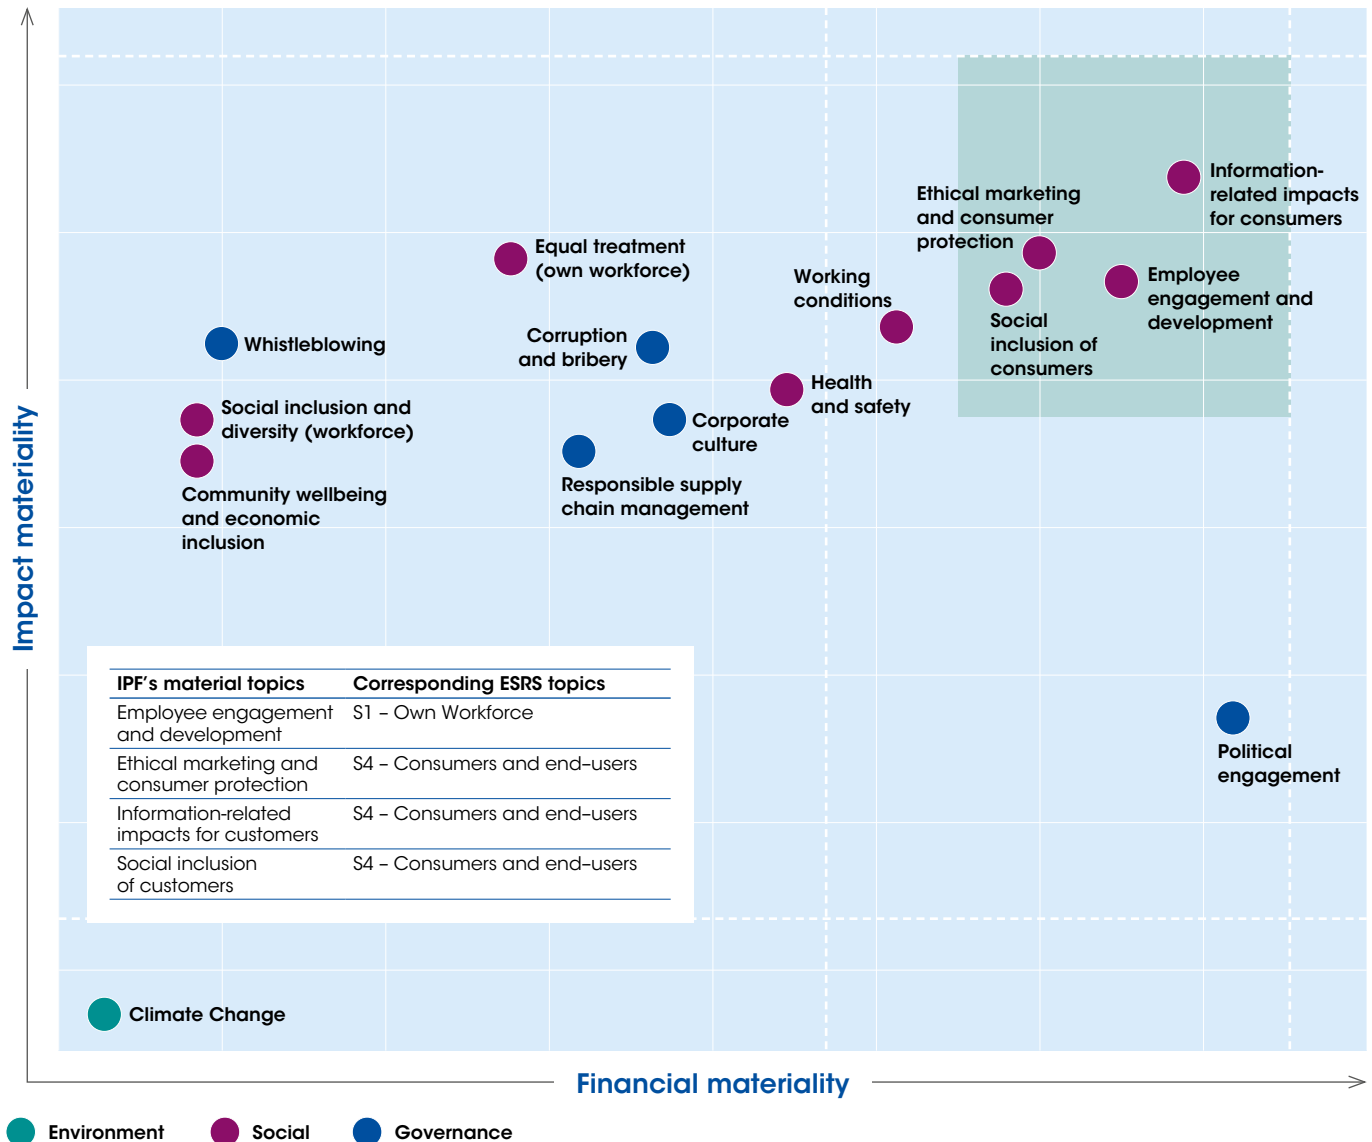 Impact materiality
Information-
related impacts
for consumers
Ethical marketing
and consumer
protection
Equal treatment
(own workforce)
Working
conditions
Employee
engagement and
development
Social
inclusion of
consumers
Whistleblowing
Corruption
and bribery
Health
and safety
Social inclusion and
diversity (workforce)
Corporate
culture
Community wellbeing
and economic
inclusion
Responsible supply
chain management
IPF's material topics Corresponding ESRS topics
Employee engagement S1 – Own Workforce
and development
Ethical marketing and S4 – Consumers and end-users
consumer protection
Information-related S4 – Consumers and end-users
impacts for customers
Social inclusion S4 – Consumers and end-users
of customers
Political
engagement
Climate Change
Financial materiality
Environment Social Governance